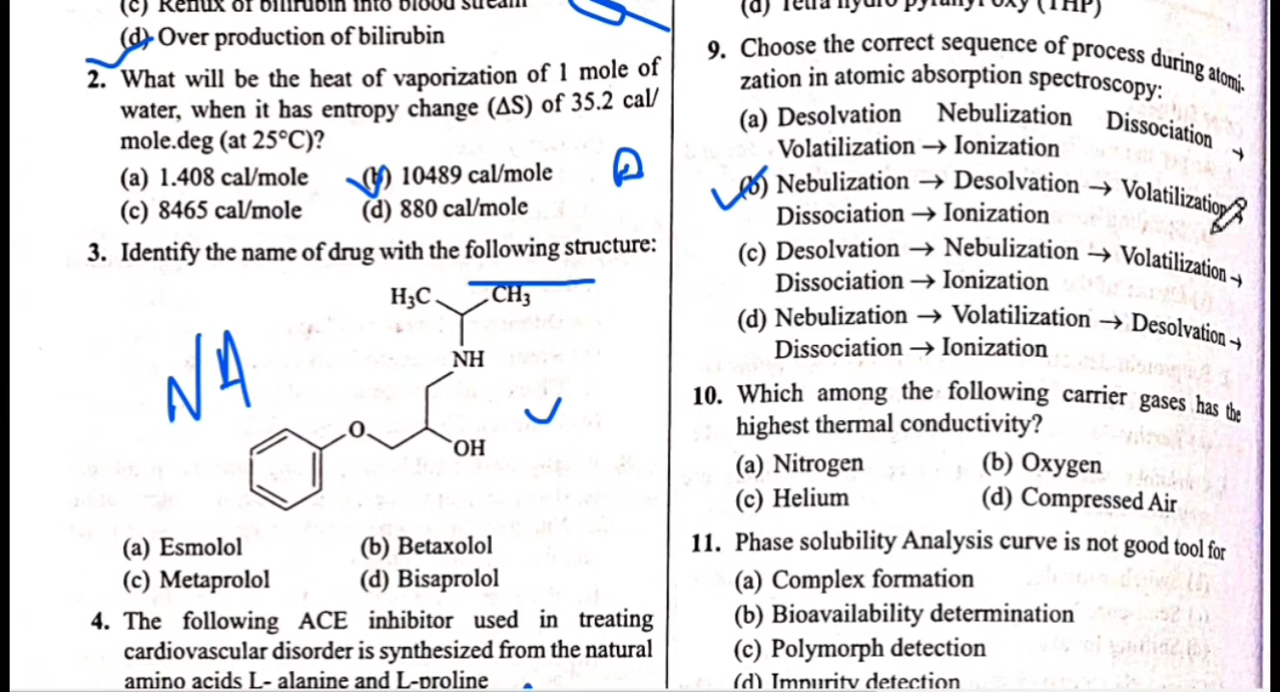 (c) Reflux of bilirubin into blood stream
(d) Over production of bilirubin
2. What will be the heat of vaporization of 1 mole of
water, when it has entropy change (ΔS) of 35.2 cal/
mole.deg (at 25°C)?
(a) 1.408 cal/mole (b) 10489 cal/mole
(c) 8465 cal/mole (d) 880 cal/mole
3. Identify the name of drug with the following structure:
H₃C CH₃
NH
NA
O
OH
(a) Esmolol (b) Betaxolol
(c) Metaprolol (d) Bisaprolol
4. The following ACE inhibitor used in treating
cardiovascular disorder is synthesized from the natural
amino acids L- alanine and L-proline
(d) Tetra hydro pyranyl oxy (THP)
9. Choose the correct sequence of process during atomi-
zation in atomic absorption spectroscopy:
(a) Desolvation Nebulization Dissociation →
Volatilization → Ionization
(b) Nebulization → Desolvation → Volatilization
Dissociation → Ionization
(c) Desolvation → Nebulization → Volatilization →
Dissociation → Ionization
(d) Nebulization → Volatilization → Desolvation →
Dissociation → Ionization
10. Which among the following carrier gases has the
highest thermal conductivity?
(a) Nitrogen (b) Oxygen
(c) Helium (d) Compressed Air
11. Phase solubility Analysis curve is not good tool for
(a) Complex formation
(b) Bioavailability determination
(c) Polymorph detection
(d) Impurity detection